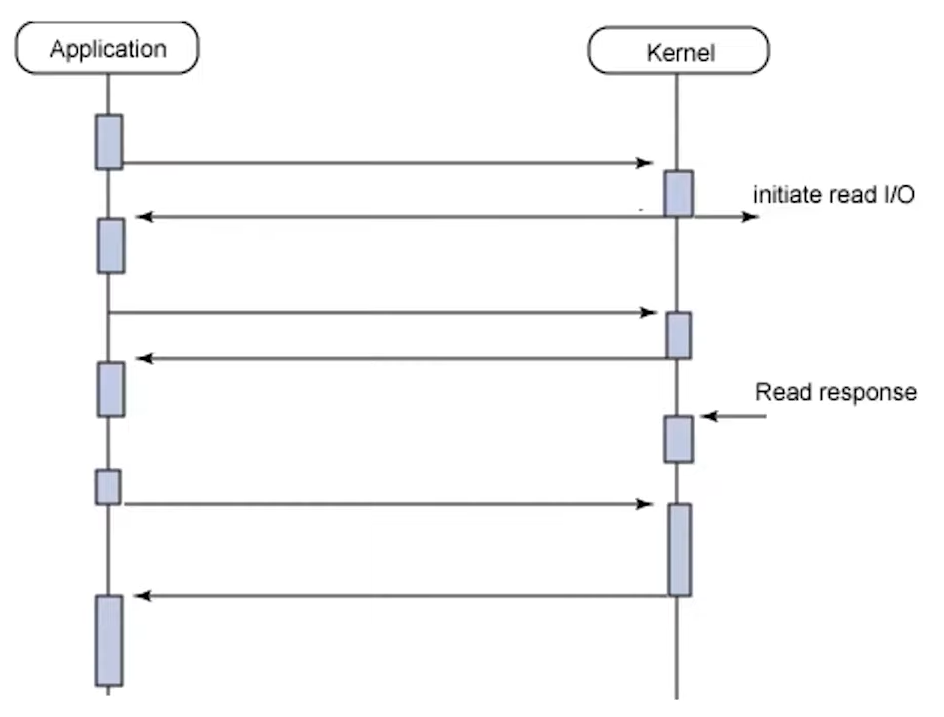 Application
Kernel
initiate read I/O
Read response